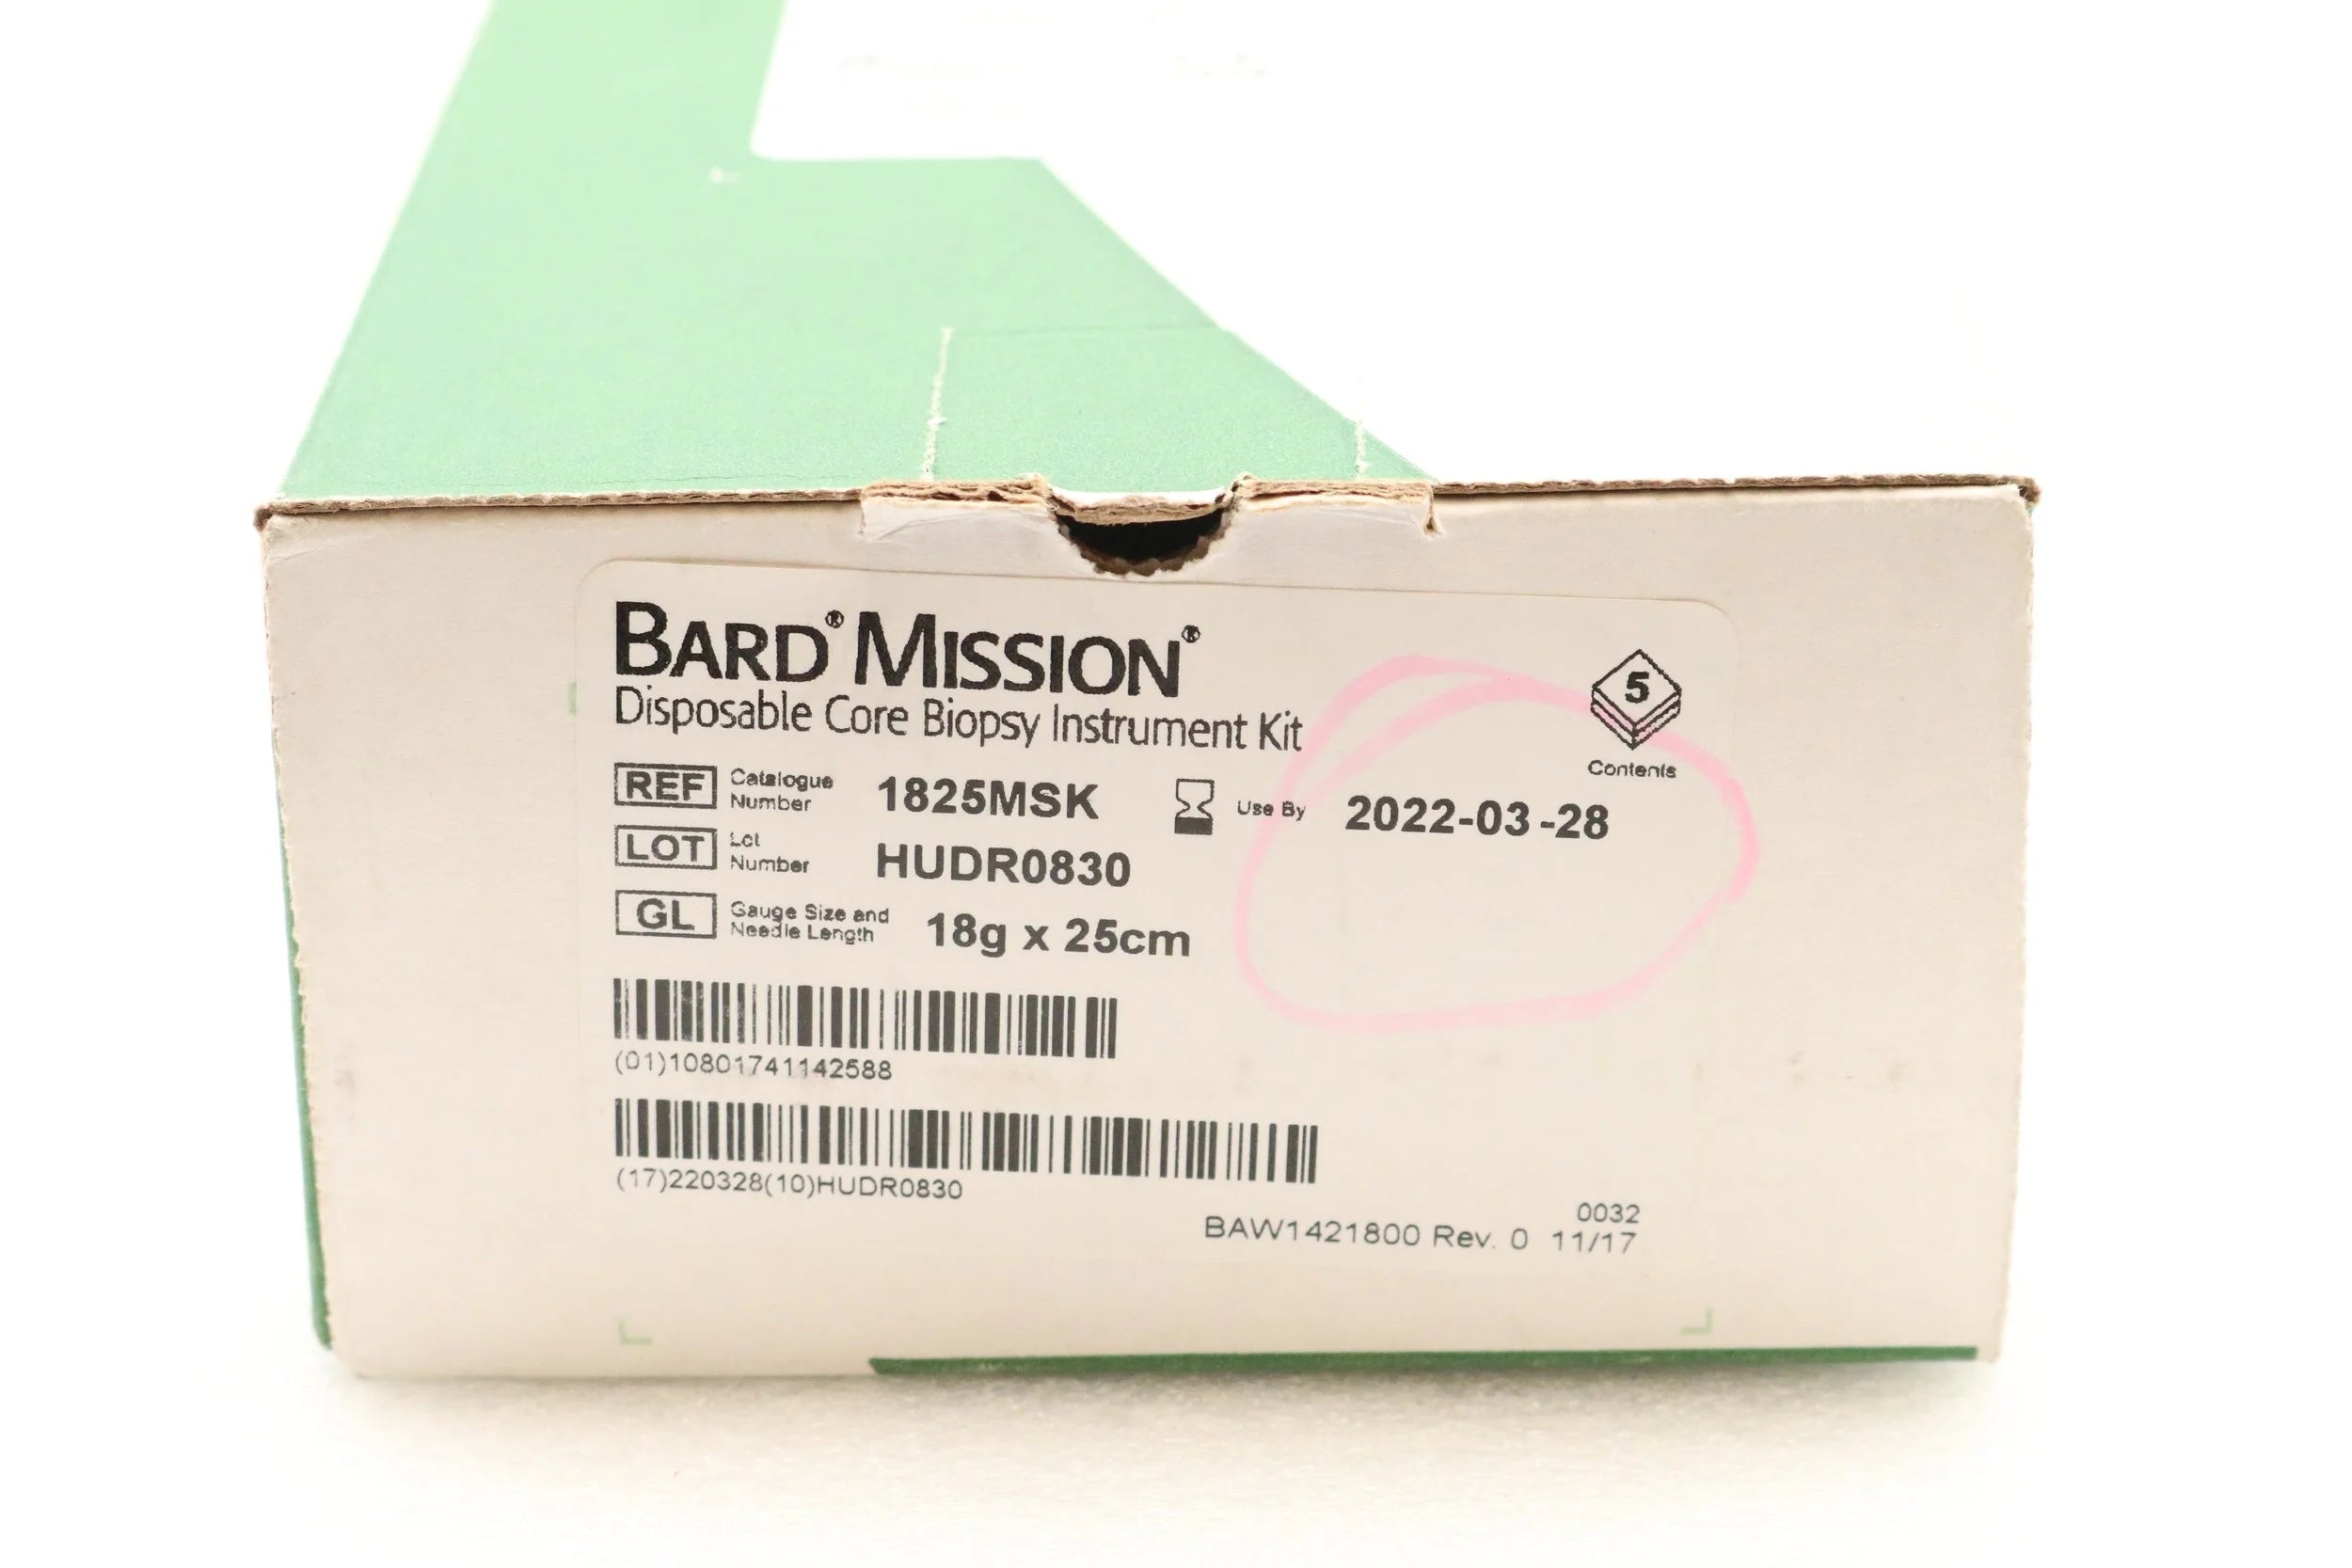 BARD® MISSION®
Disposable Core Biopsy Instrument Kit
5
Contents
REF Catalogue Number 1825MSK Use By 2022-03-28
LOT Lot Number HUDR0830
GL Gauge Size and Needle Length 18g x 25cm
(01)10801741142588
(17)220328(10)HUDR0830
0032
BAW1421800 Rev. 0 11/17